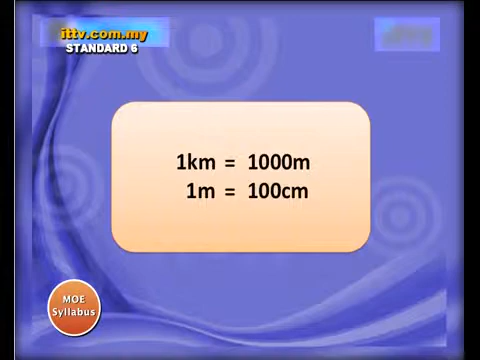 ittv.com.my
STANDARD 6
1km = 1000m
1m = 100cm
MOE
Syllabus